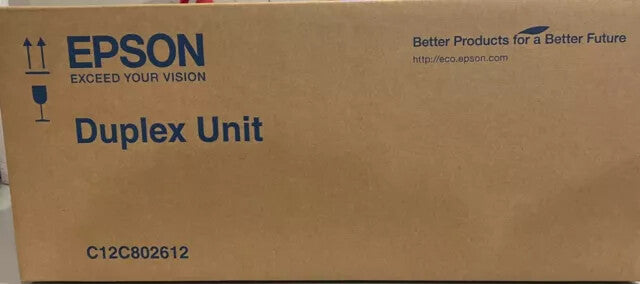 EPSON
EXCEED YOUR VISION
Better Products for a Better Future
http://eco.epson.com
Duplex Unit
C12C802612